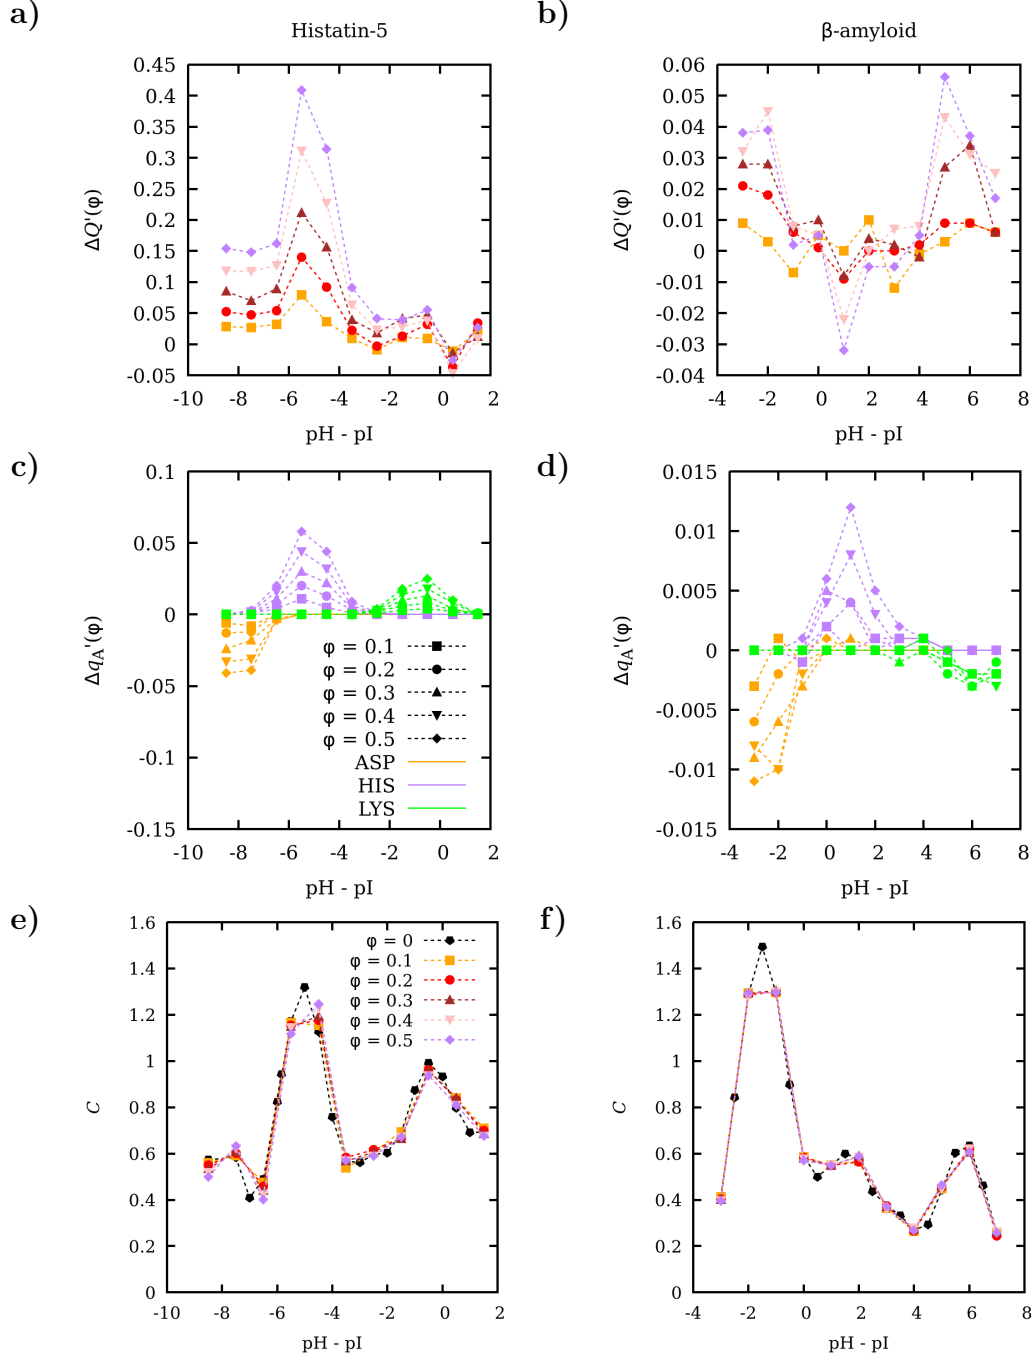 a)
Histatin-5
ΔQ'(φ)
0.45
0.4
0.35
0.3
0.25
0.2
0.15
0.1
0.05
0
-0.05
-10 -8 -6 -4 -2 0 2
pH - pI
b)
β-amyloid
ΔQ'(φ)
0.06
0.05
0.04
0.03
0.02
0.01
0
-0.01
-0.02
-0.03
-0.04
-4 -2 0 2 4 6 8
pH - pI
c)
ΔqA'(φ)
0.1
0.05
0
-0.05
-0.1
-0.15
φ = 0.1
φ = 0.2
φ = 0.3
φ = 0.4
φ = 0.5
ASP
HIS
LYS
-10 -8 -6 -4 -2 0 2
pH - pI
d)
ΔqA'(φ)
0.015
0.01
0.005
0
-0.005
-0.01
-0.015
-4 -2 0 2 4 6 8
pH - pI
e)
C
1.6
1.4
1.2
1
0.8
0.6
0.4
0.2
0
φ = 0
φ = 0.1
φ = 0.2
φ = 0.3
φ = 0.4
φ = 0.5
-10 -8 -6 -4 -2 0 2
pH - pI
f)
C
1.6
1.4
1.2
1
0.8
0.6
0.4
0.2
0
-4 -2 0 2 4 6 8
pH - pI